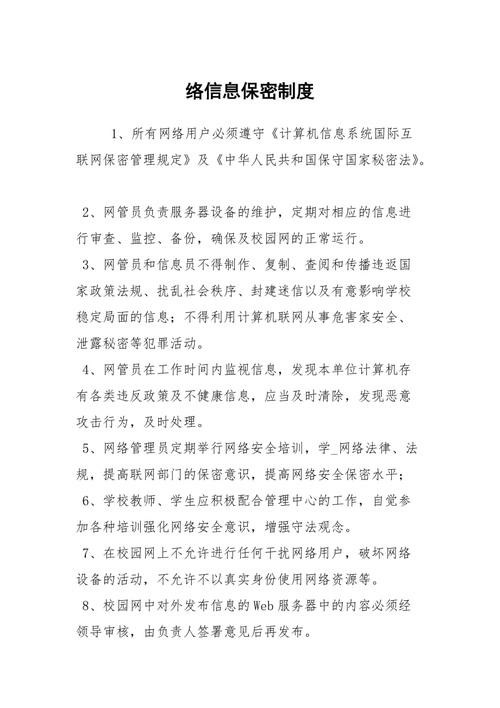 络信息保密制度
1、所有网络用户必须遵守《计算机信息系统国际互
联网保密管理规定》及《中华人民共和国保守国家秘密法》。
2、网管员负责服务器设备的维护，定期对相应的信息进
行审查、监控、备份，确保及校园网的正常运行。
3、网管员和信息员不得制作、复制、查阅和传播违返国
家政策法规、扰乱社会秩序、封建迷信以及有意影响学校
稳定局面的信息；不得利用计算机联网从事危害家安全、
泄露秘密等犯罪活动。
4、网管员在工作时间内监视信息，发现本单位计算机存
有各类违反政策及不健康信息，应当及时清除，发现恶意
攻击行为，及时处理。
5、网络管理员定期举行网络安全培训，学_网络法律、法
规，提高联网部门的保密意识，提高网络安全保密水平；
6、学校教师、学生应积极配合管理中心的工作，自觉参
加各种培训强化网络安全意识，增强守法观念。
7、在校园网上不允许进行任何干扰网络用户，破坏网络
设备的活动，不允许不以真实身份使用网络资源等。
8、校园网中对外发布信息的Web服务器中的内容必须经
领导审核，由负责人签署意见后再发布。